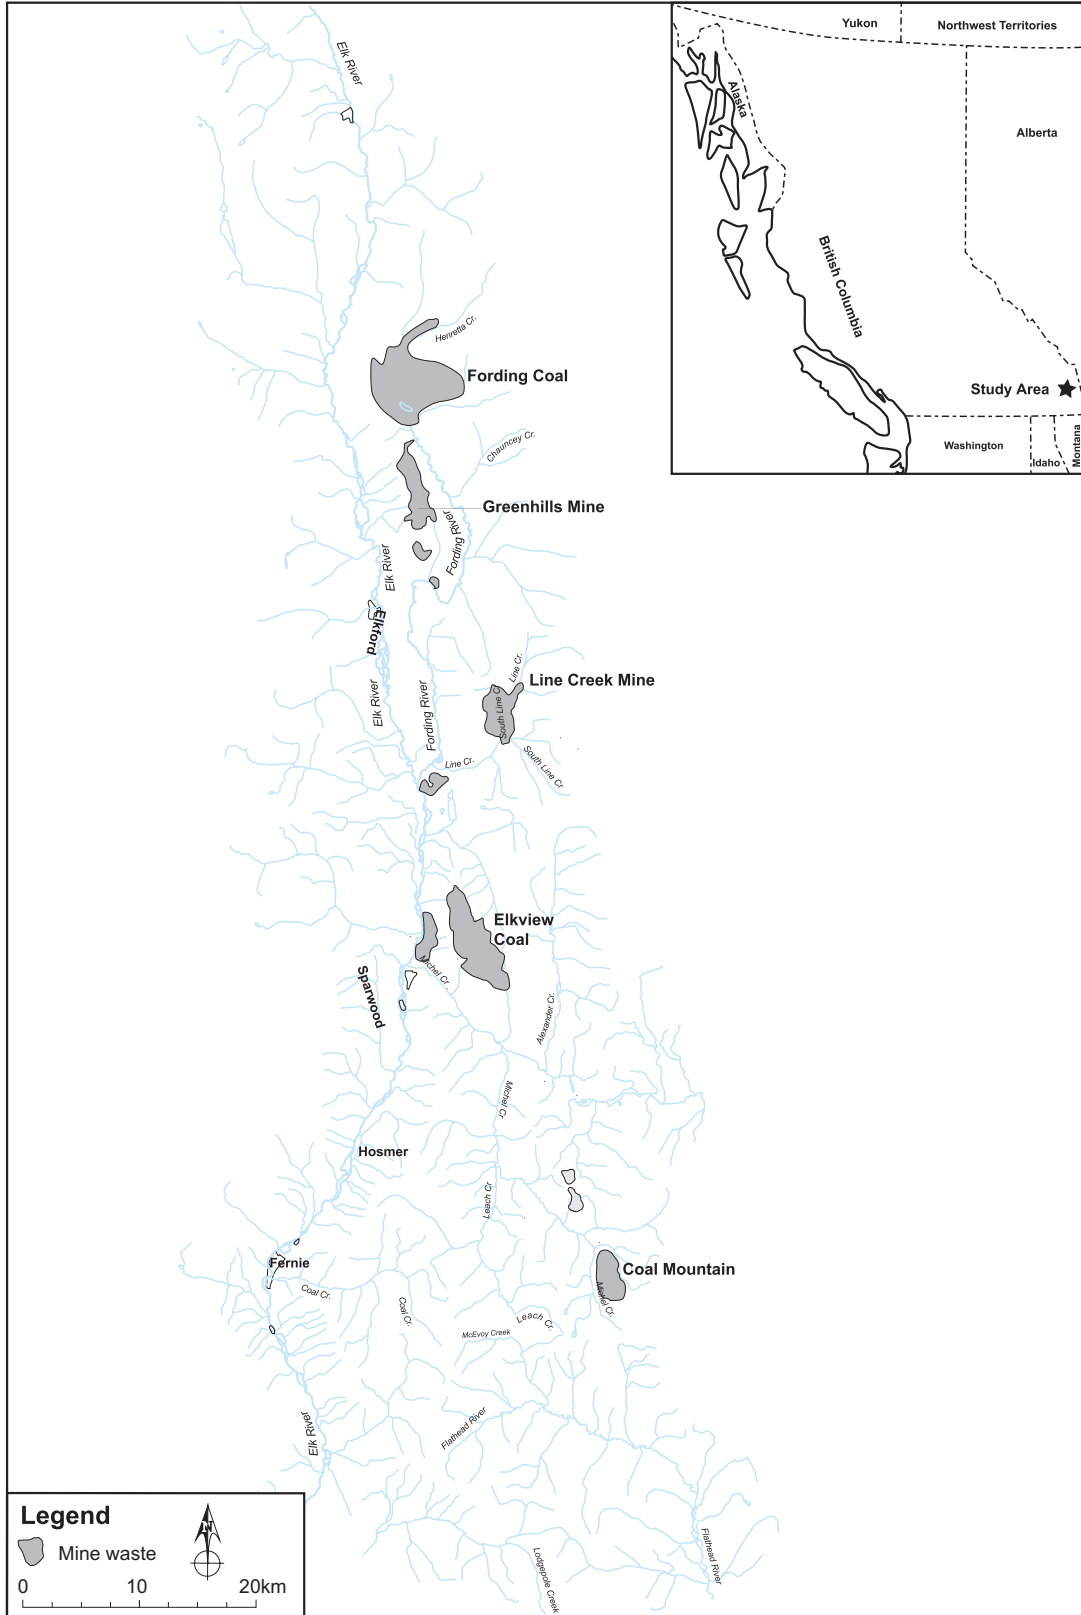 Elk River
Yukon
Northwest Territories
Alaska
Alberta
British Columbia
Study Area
Washington
Idaho
Montana
Henretta Cr.
Fording Coal
Chauncey Cr.
Greenhills Mine
Fording River
Elk River
Elkford
Line Cr.
Line Creek Mine
Elk River
Fording River
South Line C
South Line Cr
Line Cr.
Elkview
Coal
Michel Cr.
Sparwood
Alexander Cr.
Michel Cr
Hosmer
Leach Cr
Fernie
Coal Cr.
Coal Cr.
Coal Mountain
Michel Cr.
Leach Cr.
McEvoy Creek
Elk River
Flathead River
Flathead River
Lodgepole Creek
Legend
Mine waste
N
0 10 20km